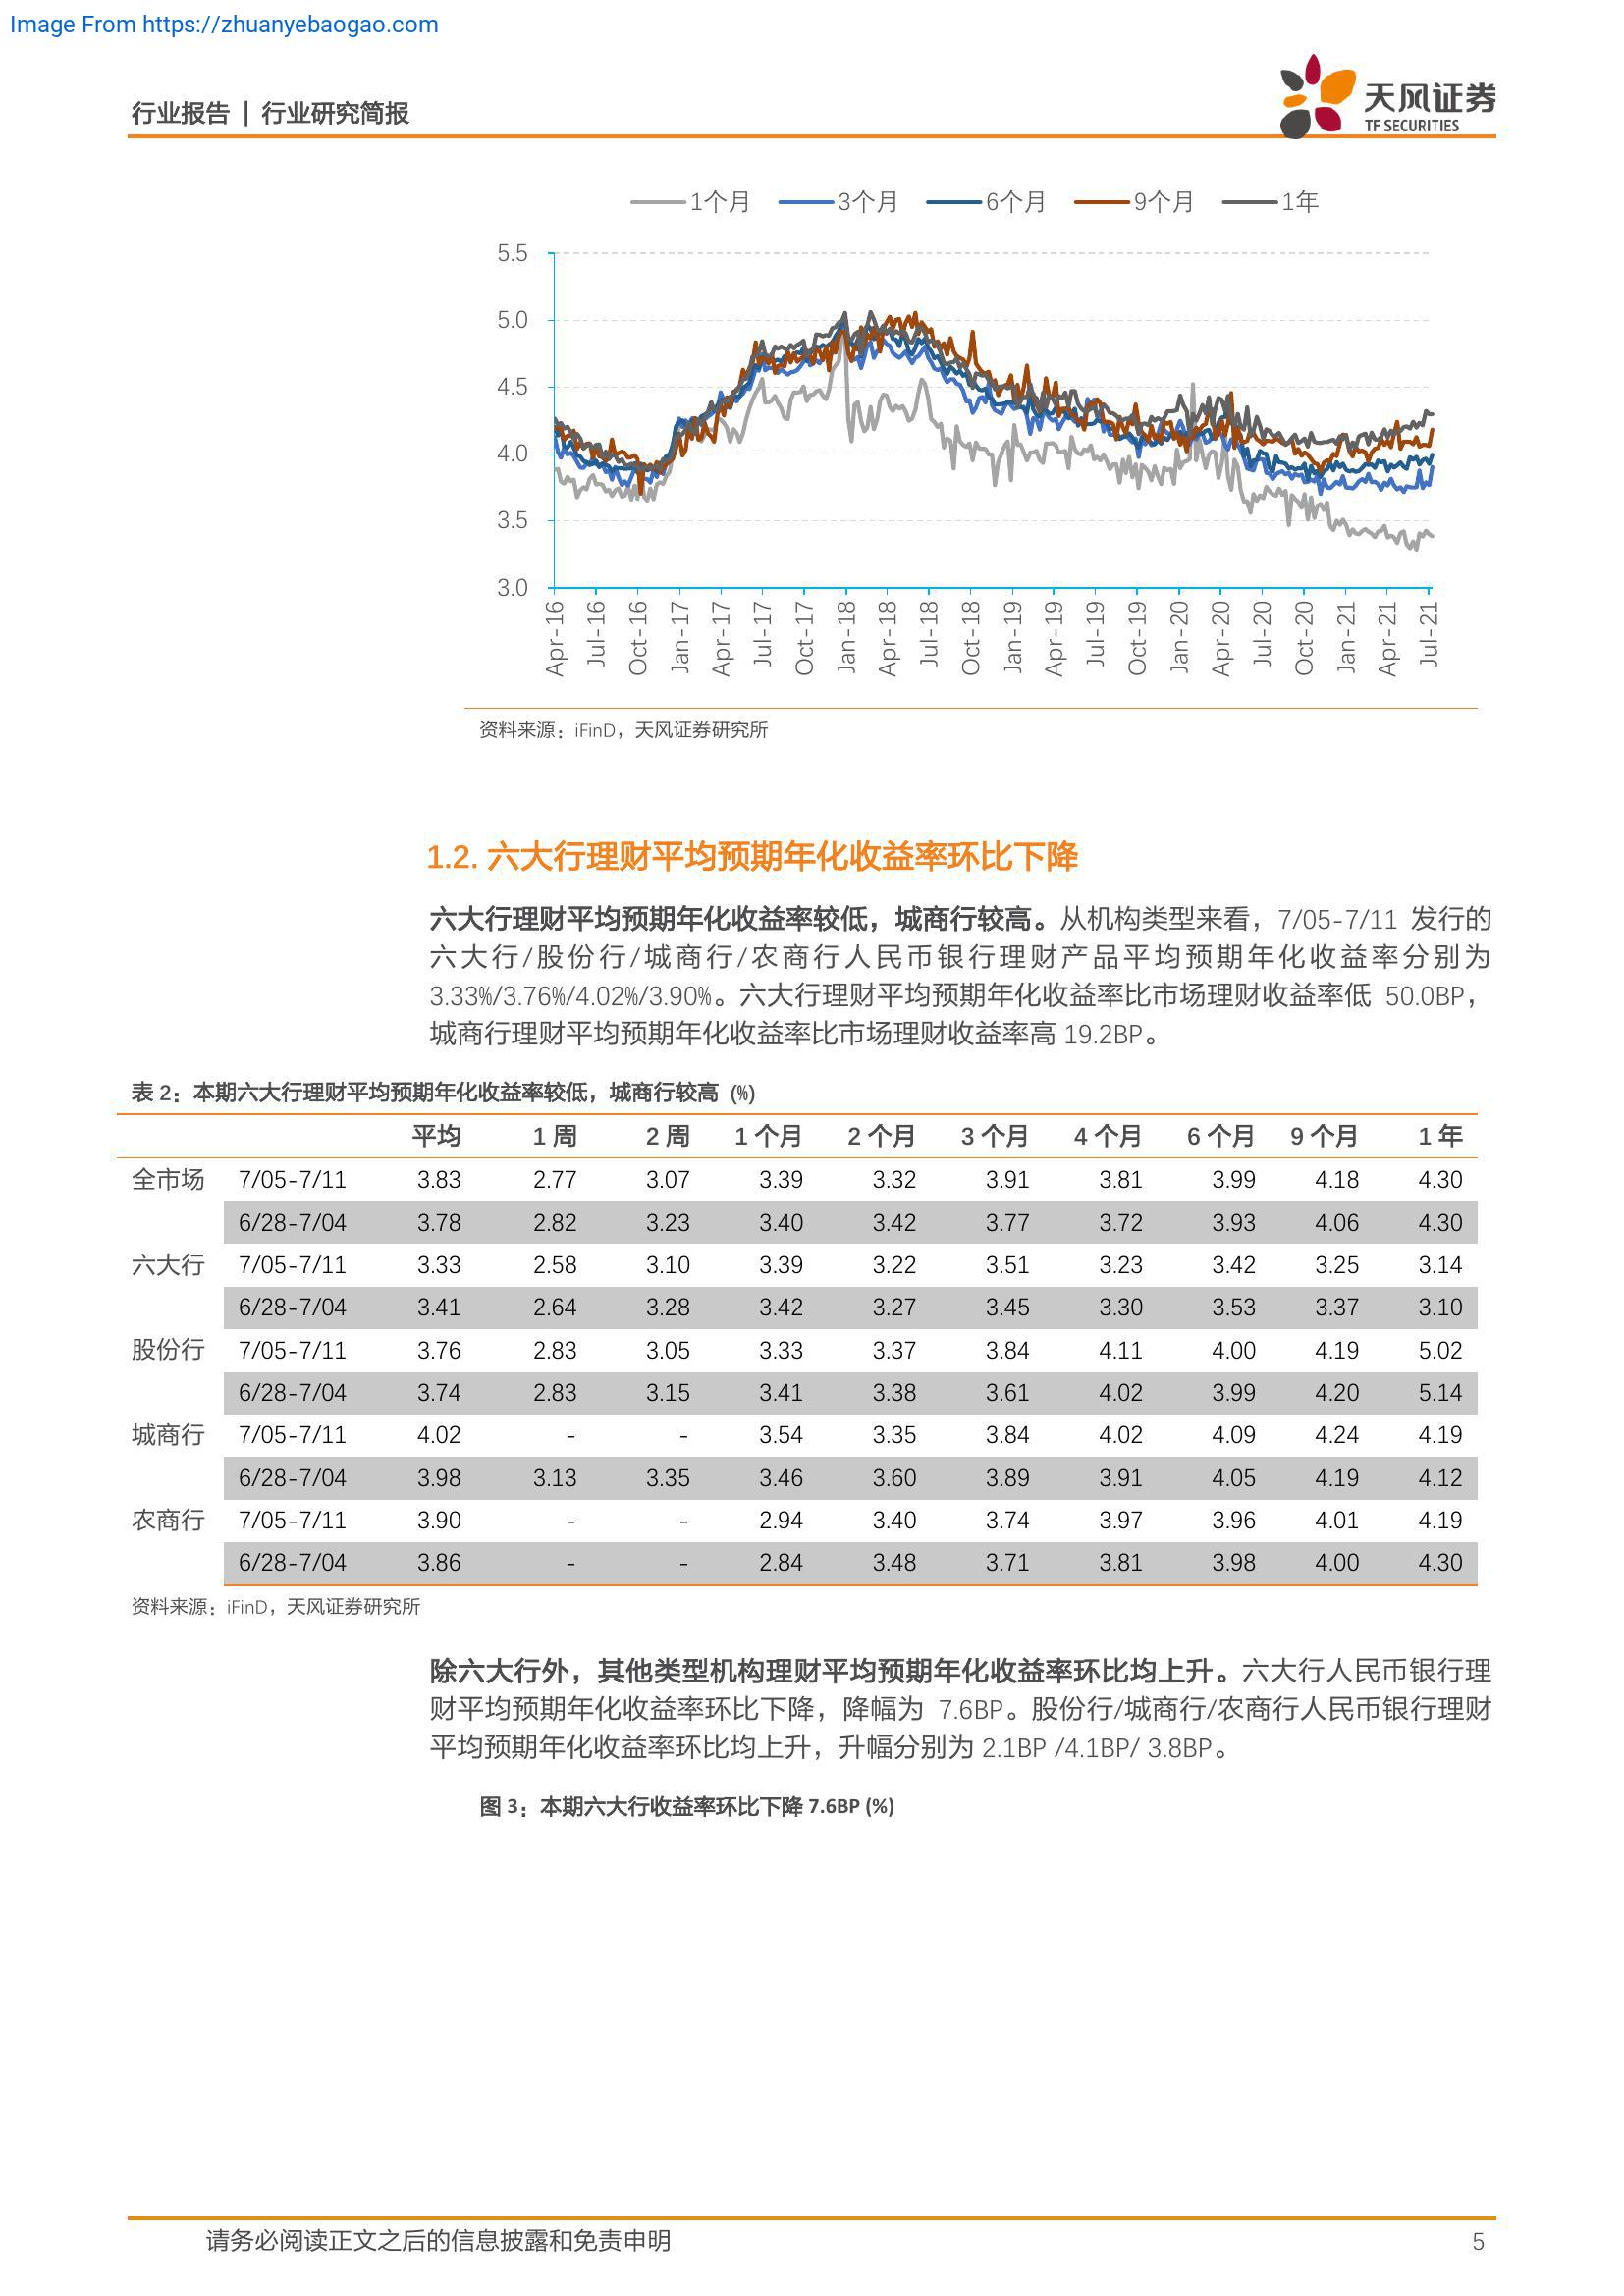 Image From https://zhuanyebaogao.com
行业报告 | 行业研究简报
天风证券
TF SECURITIES
1个月 3个月 6个月 9个月 1年
5.5
5.0
4.5
4.0
3.5
3.0
Apr-16 Jul-16 Oct-16 Jan-17 Apr-17 Jul-17 Oct-17 Jan-18 Apr-18 Jul-18 Oct-18 Jan-19 Apr-19 Jul-19 Oct-19 Jan-20 Apr-20 Jul-20 Oct-20 Jan-21 Apr-21 Jul-21
资料来源：iFinD，天风证券研究所
1.2. 六大行理财平均预期年化收益率环比下降
六大行理财平均预期年化收益率较低，城商行较高。从机构类型来看，7/05-7/11 发行的
六大行/股份行/城商行/农商行人民币银行理财产品平均预期年化收益率分别为
3.33%/3.76%/4.02%/3.90%。六大行理财平均预期年化收益率比市场理财收益率低 50.0BP，
城商行理财平均预期年化收益率比市场理财收益率高 19.2BP。
表 2：本期六大行理财平均预期年化收益率较低，城商行较高 (%)
平均 1 周 2 周 1 个月 2 个月 3 个月 4 个月 6 个月 9 个月 1 年
全市场 7/05-7/11 3.83 2.77 3.07 3.39 3.32 3.91 3.81 3.99 4.18 4.30
6/28-7/04 3.78 2.82 3.23 3.40 3.42 3.77 3.72 3.93 4.06 4.30
六大行 7/05-7/11 3.33 2.58 3.10 3.39 3.22 3.51 3.23 3.42 3.25 3.14
6/28-7/04 3.41 2.64 3.28 3.42 3.27 3.45 3.30 3.53 3.37 3.10
股份行 7/05-7/11 3.76 2.83 3.05 3.33 3.37 3.84 4.11 4.00 4.19 5.02
6/28-7/04 3.74 2.83 3.15 3.41 3.38 3.61 4.02 3.99 4.20 5.14
城商行 7/05-7/11 4.02 - - 3.54 3.35 3.84 4.02 4.09 4.24 4.19
6/28-7/04 3.98 3.13 3.35 3.46 3.60 3.89 3.91 4.05 4.19 4.12
农商行 7/05-7/11 3.90 - - 2.94 3.40 3.74 3.97 3.96 4.01 4.19
6/28-7/04 3.86 - - 2.84 3.48 3.71 3.81 3.98 4.00 4.30
资料来源：iFinD，天风证券研究所
除六大行外，其他类型机构理财平均预期年化收益率环比均上升。六大行人民币银行理
财平均预期年化收益率环比下降，降幅为 7.6BP。股份行/城商行/农商行人民币银行理财
平均预期年化收益率环比均上升，升幅分别为 2.1BP /4.1BP/ 3.8BP。
图 3：本期六大行收益率环比下降 7.6BP (%)
请务必阅读正文之后的信息披露和免责申明 5